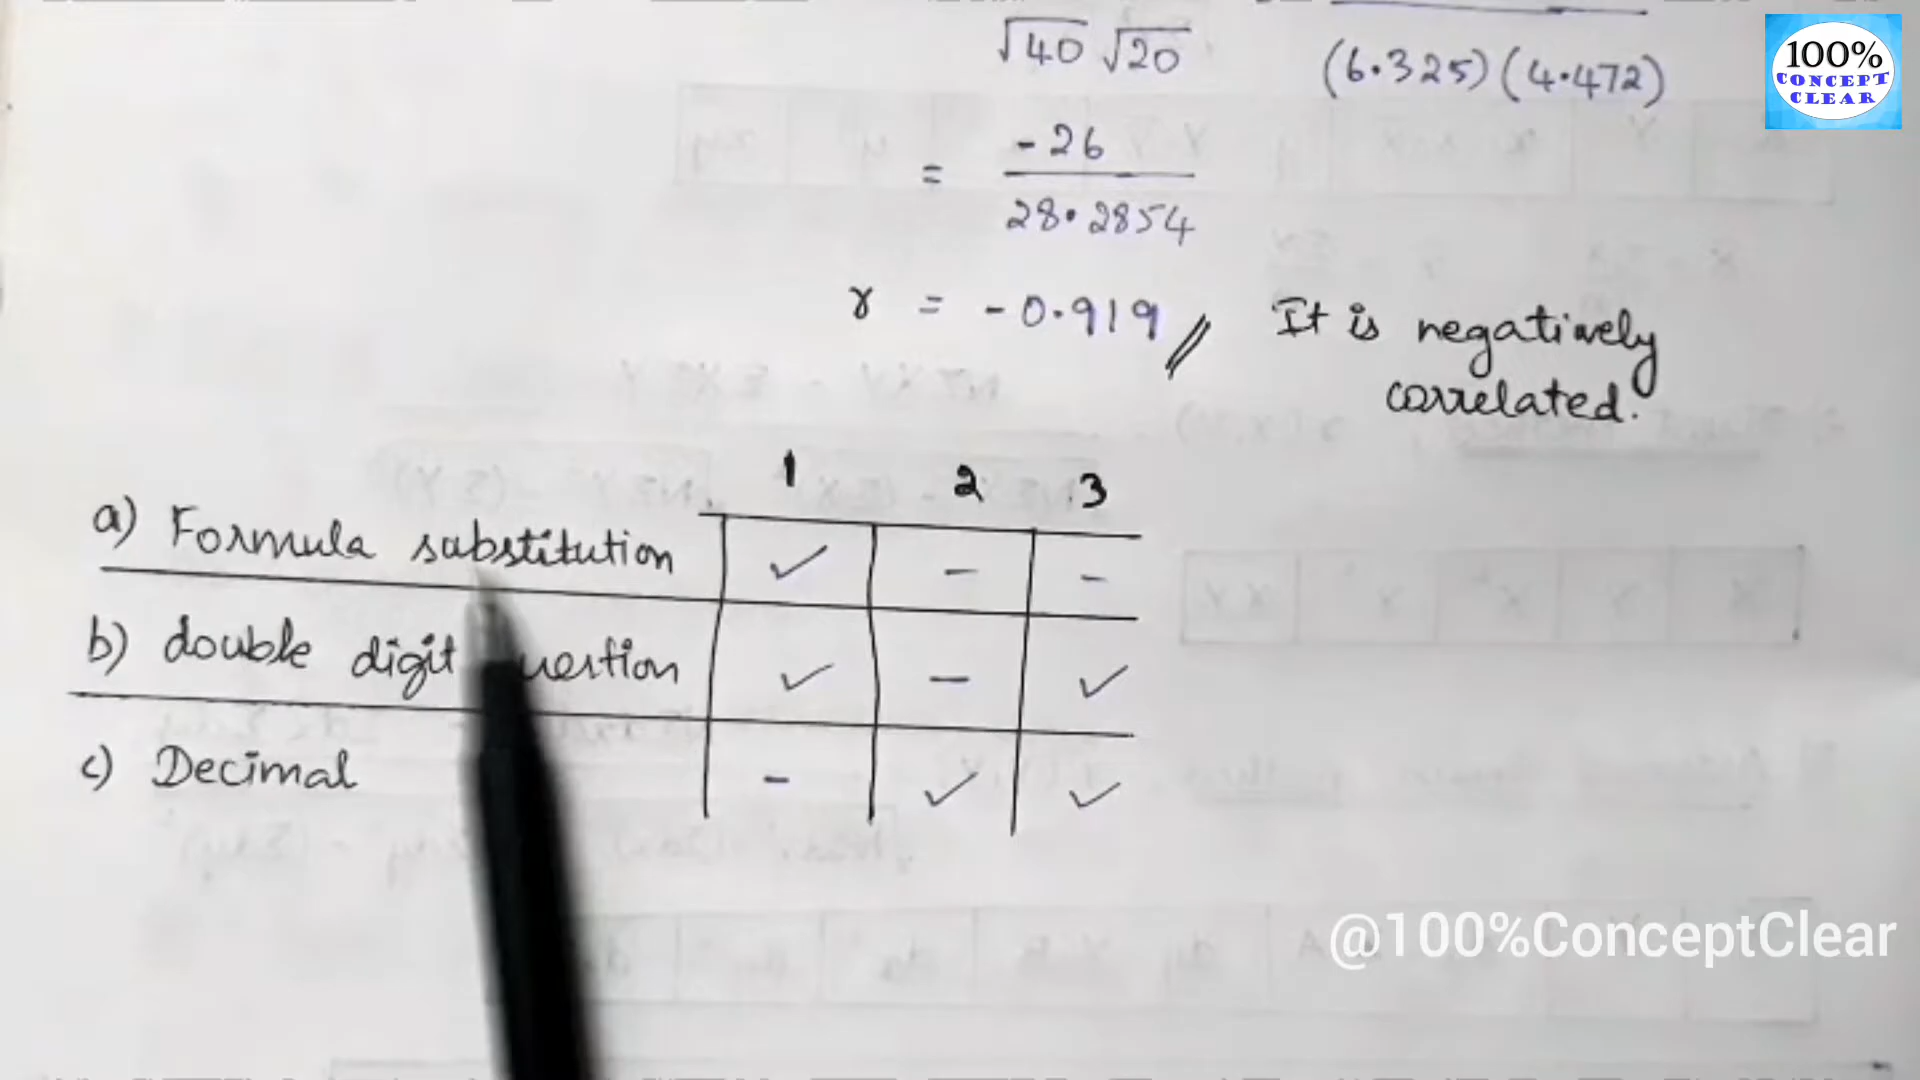 √40 √20
(6.325)(4.472)
100%
CONCEPT
CLEAR
= -26
28.2854
r = -0.919 // It is negatively
correlated.
1 2 3
a) Formula substitution ✓ - -
b) double digit ✓ - ✓
c) Decimal - ✓ ✓
@100%ConceptClear